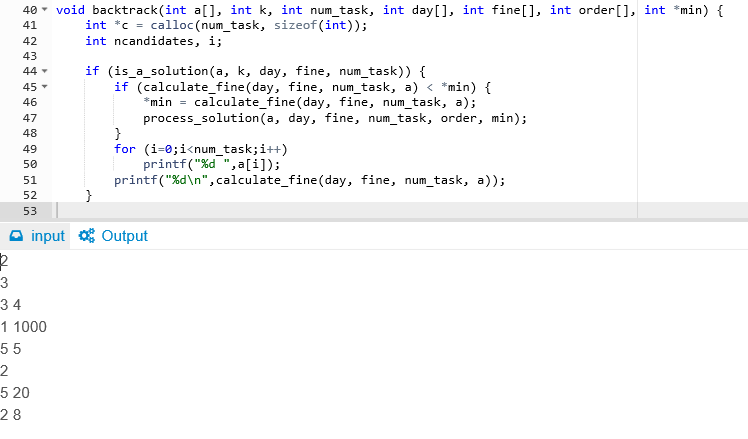 40 void backtrack(int a[], int k, int num_task, int day[], int fine[], int order[], int *min) {
41     int *c = calloc(num_task, sizeof(int));
42     int ncandidates, i;
43
44     if (is_a_solution(a, k, day, fine, num_task)) {
45         if (calculate_fine(day, fine, num_task, a) < *min) {
46             *min = calculate_fine(day, fine, num_task, a);
47             process_solution(a, day, fine, num_task, order, min);
48         }
49         for (i=0;i<num_task;i++)
50             printf("%d ",a[i]);
51         printf("%d\n",calculate_fine(day, fine, num_task, a));
52     }
53
input Output
2
3
3 4
1 1000
5 5
2
5 20
2 8